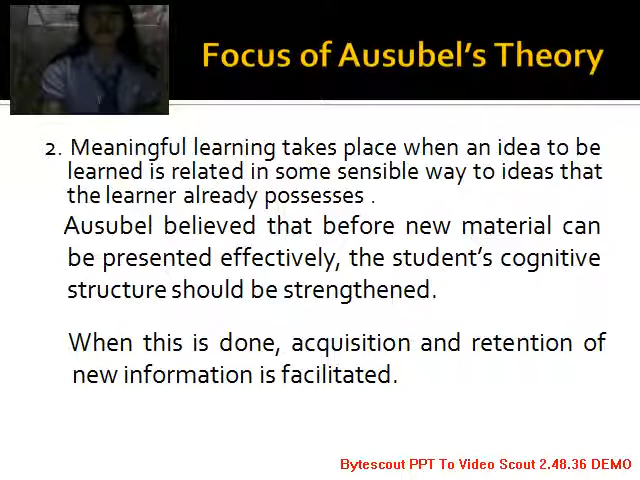 Focus of Ausubel's Theory
2. Meaningful learning takes place when an idea to be
learned is related in some sensible way to ideas that
the learner already possesses .
Ausubel believed that before new material can
be presented effectively, the student's cognitive
structure should be strengthened.
When this is done, acquisition and retention of
new information is facilitated.
Bytescout PPT To Video Scout 2.48.36 DEMO